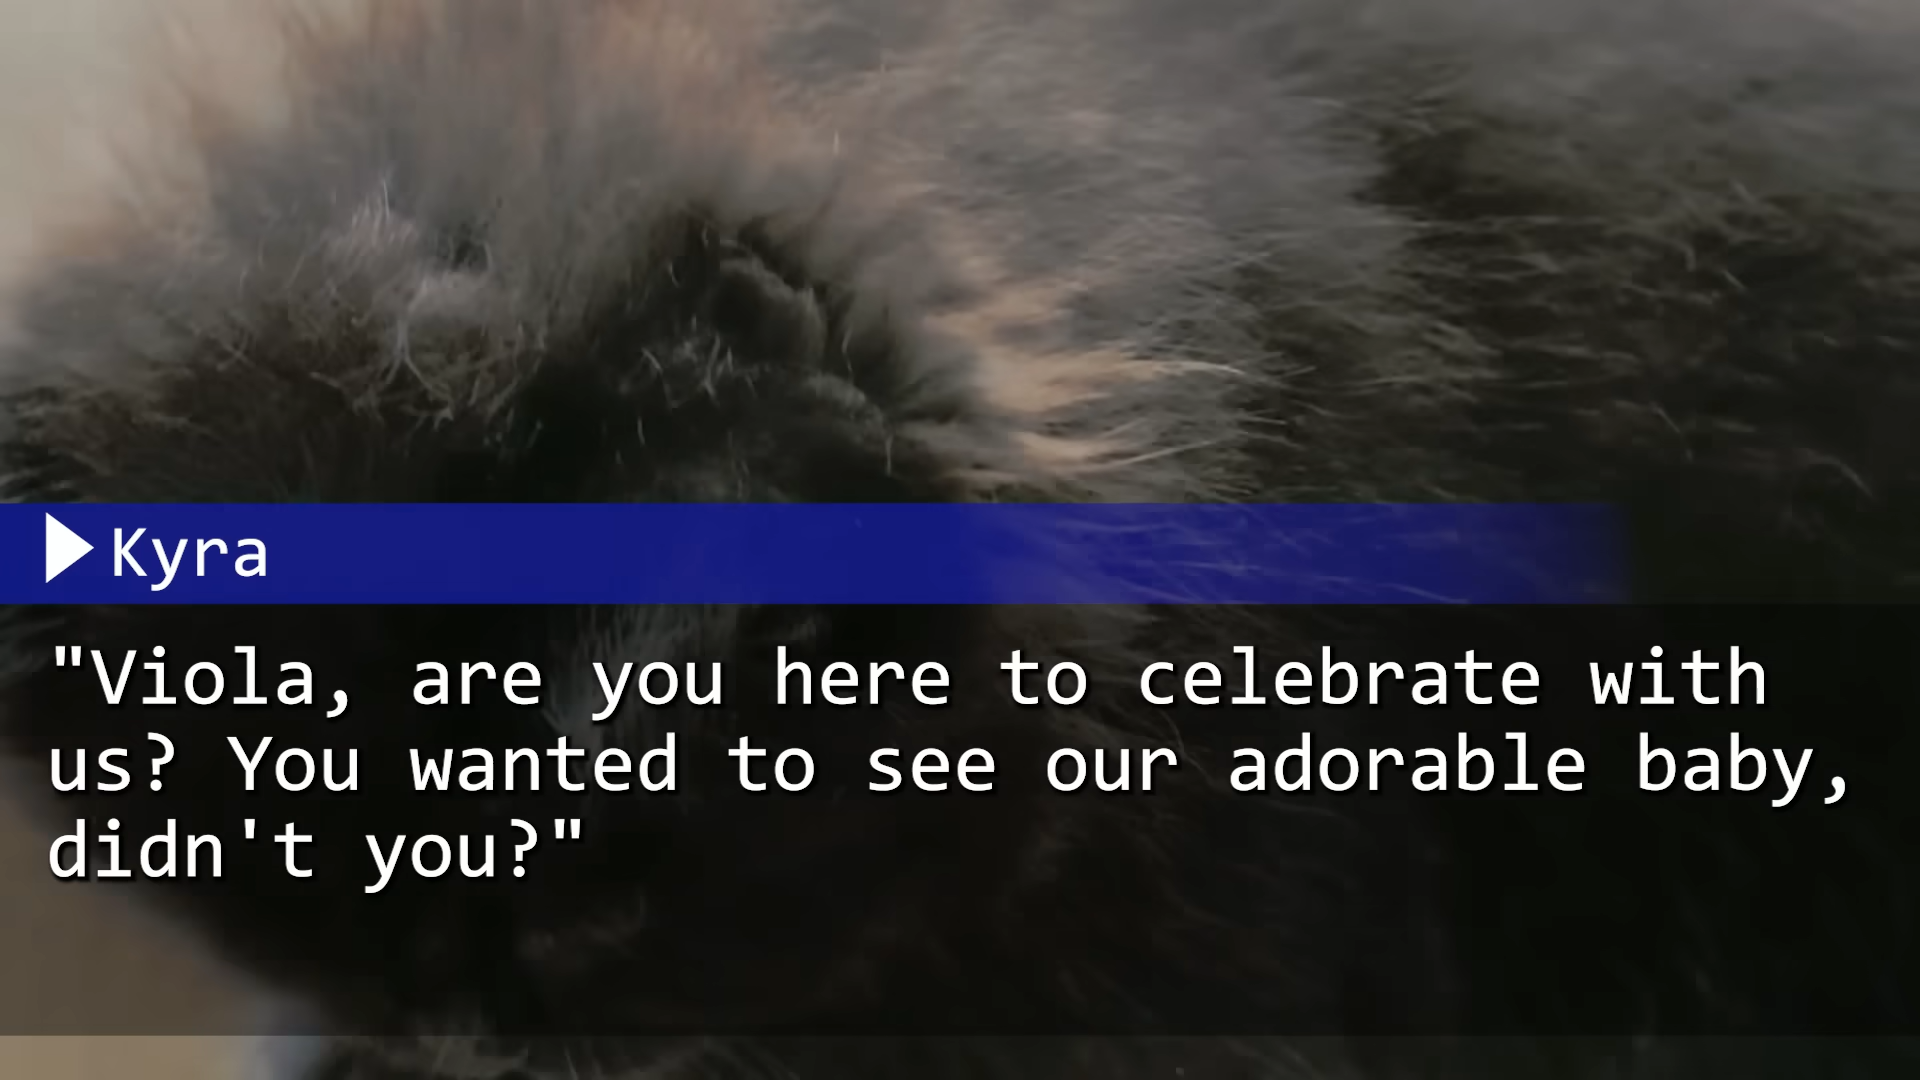 Kyra
"Viola, are you here to celebrate with
us? You wanted to see our adorable baby,
didn't you?"